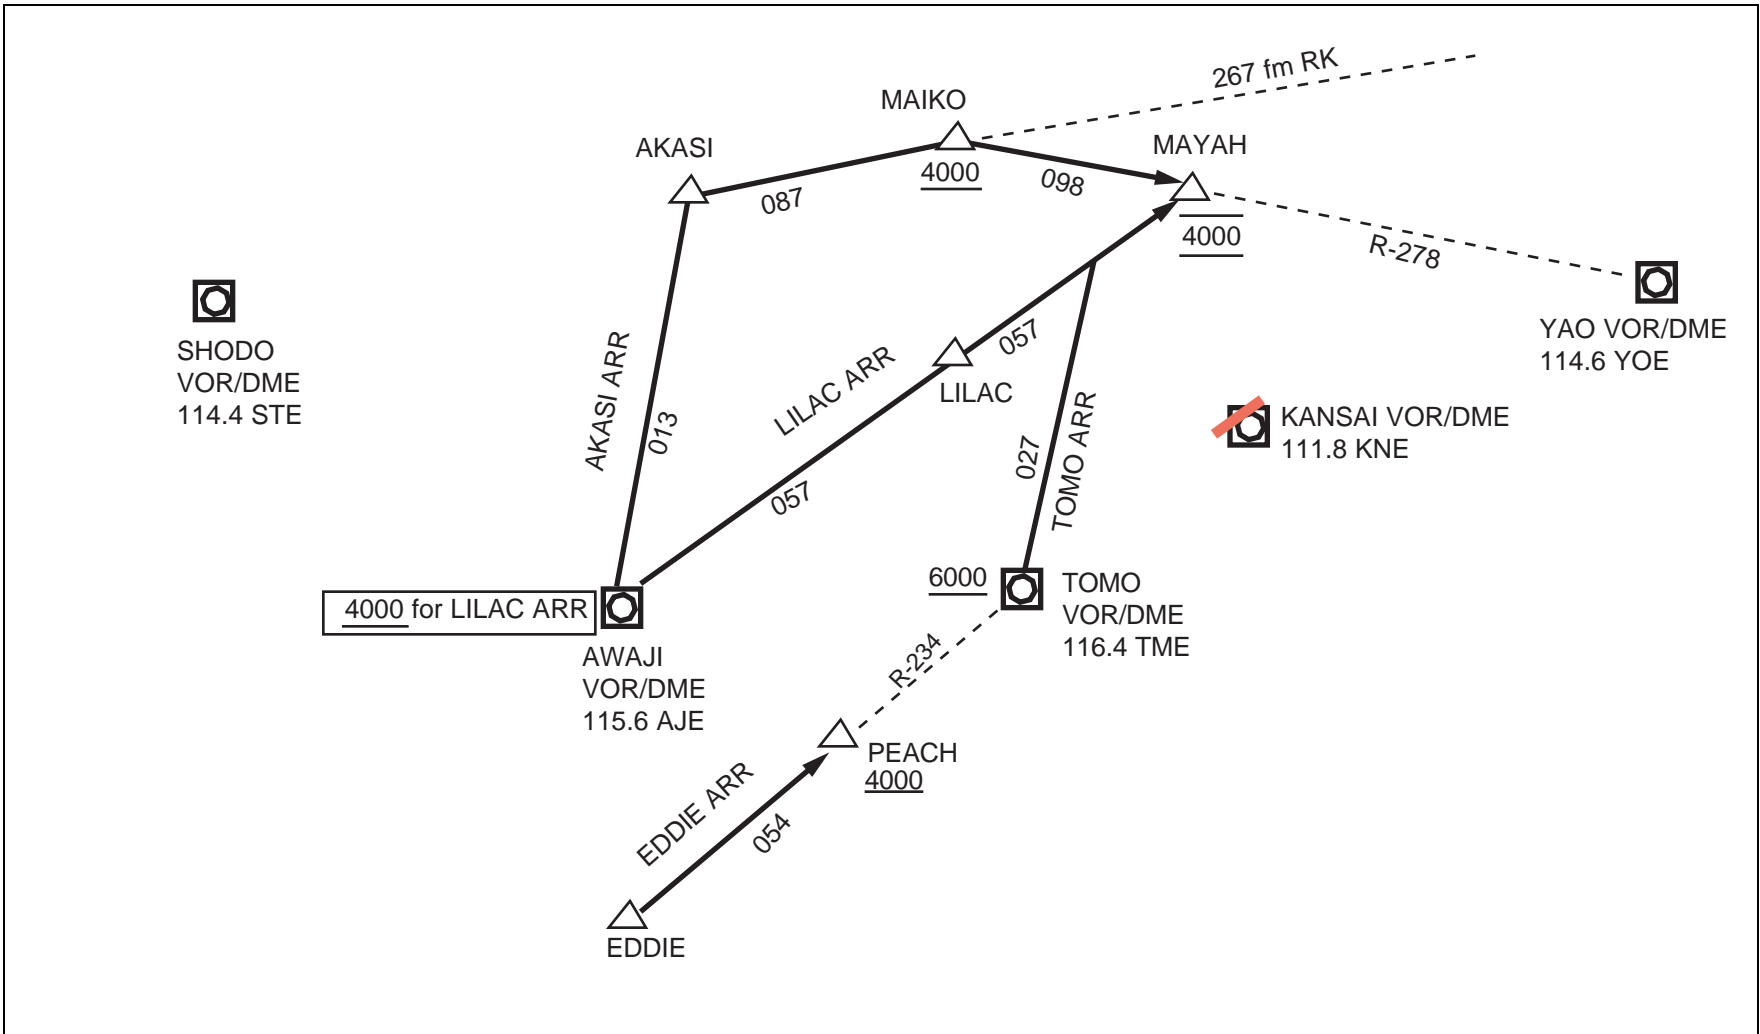 267 fm RK
MAIKO
AKASI
MAYAH
4000
098
087
4000
R-278
SHODO
VOR/DME
114.4 STE
YAO VOR/DME
114.6 YOE
AKASI ARR
013
LILAC ARR
057
LILAC
057
KANSAI VOR/DME
111.8 KNE
027
TOMO ARR
4000 for LILAC ARR
6000
TOMO
VOR/DME
116.4 TME
AWAJI
VOR/DME
115.6 AJE
R-234
PEACH
4000
EDDIE ARR
054
EDDIE